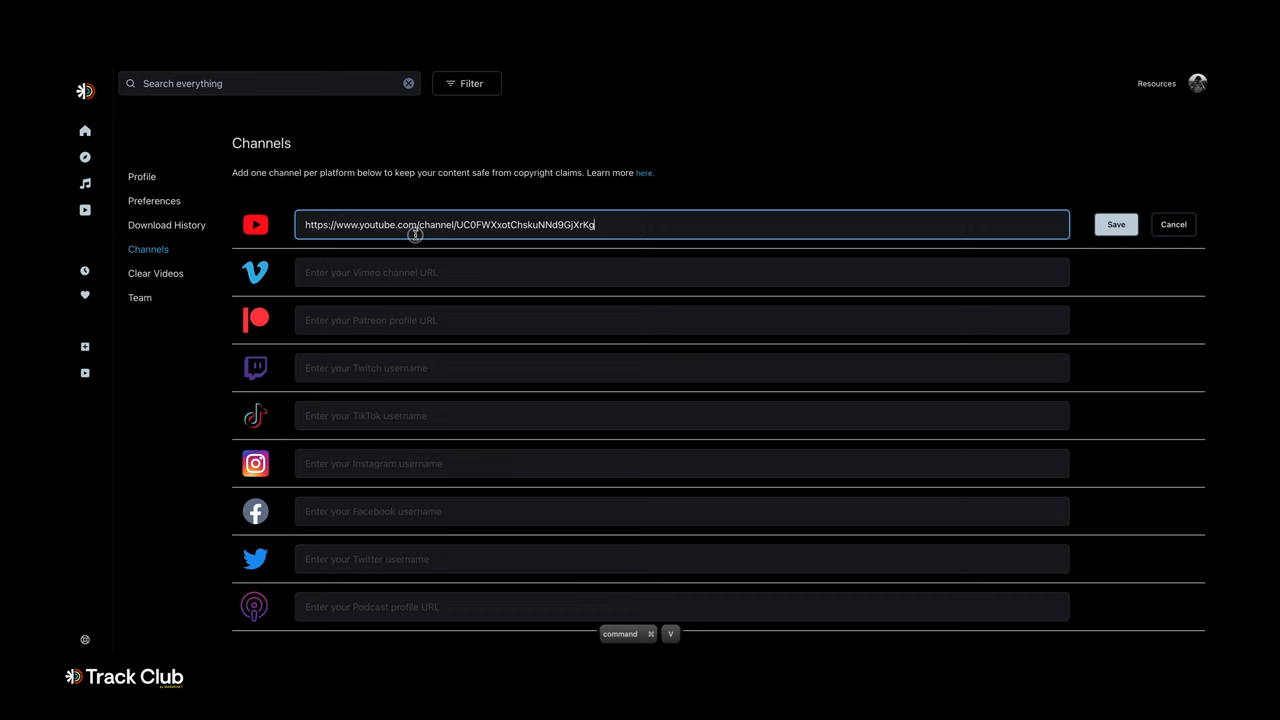 Search everything
Filter
Resources
Channels
Add one channel per platform below to keep your content safe from copyright claims. Learn more here.
Profile
Preferences
Download History
Channels
Clear Videos
Team
https://www.youtube.com/channel/UC0FWXxotChskuNNd9GjXrKg
Save
Cancel
Enter your Vimeo channel URL
Enter your Patreon profile URL
Enter your Twitch username
Enter your TikTok username
Enter your Instagram username
Enter your Facebook username
Enter your Twitter username
Enter your Podcast profile URL
command ⌘ V
Track Club
by MARMOSET